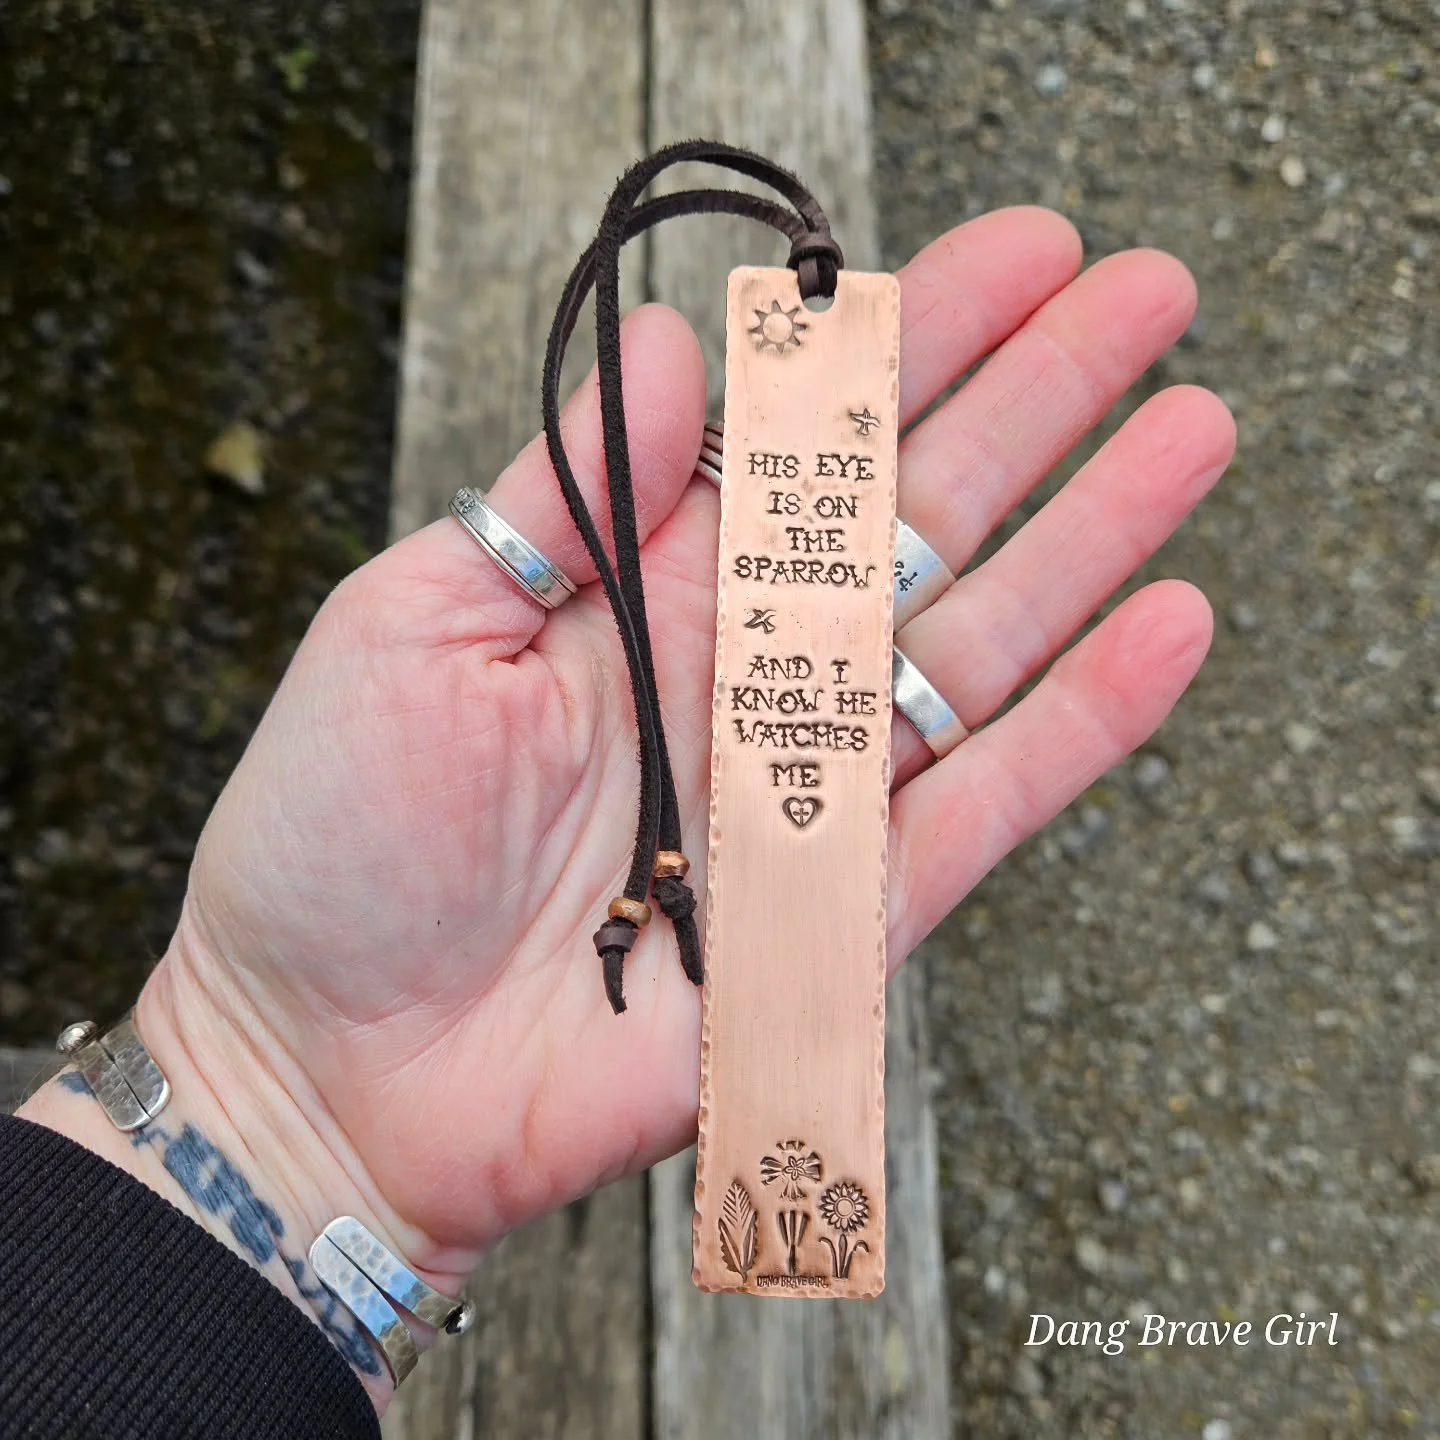 HIS EYE
IS ON
THE
SPARROW
AND I
KNOW HE
WATCHES
ME
DANG BRAVE GIRL
Dang Brave Girl